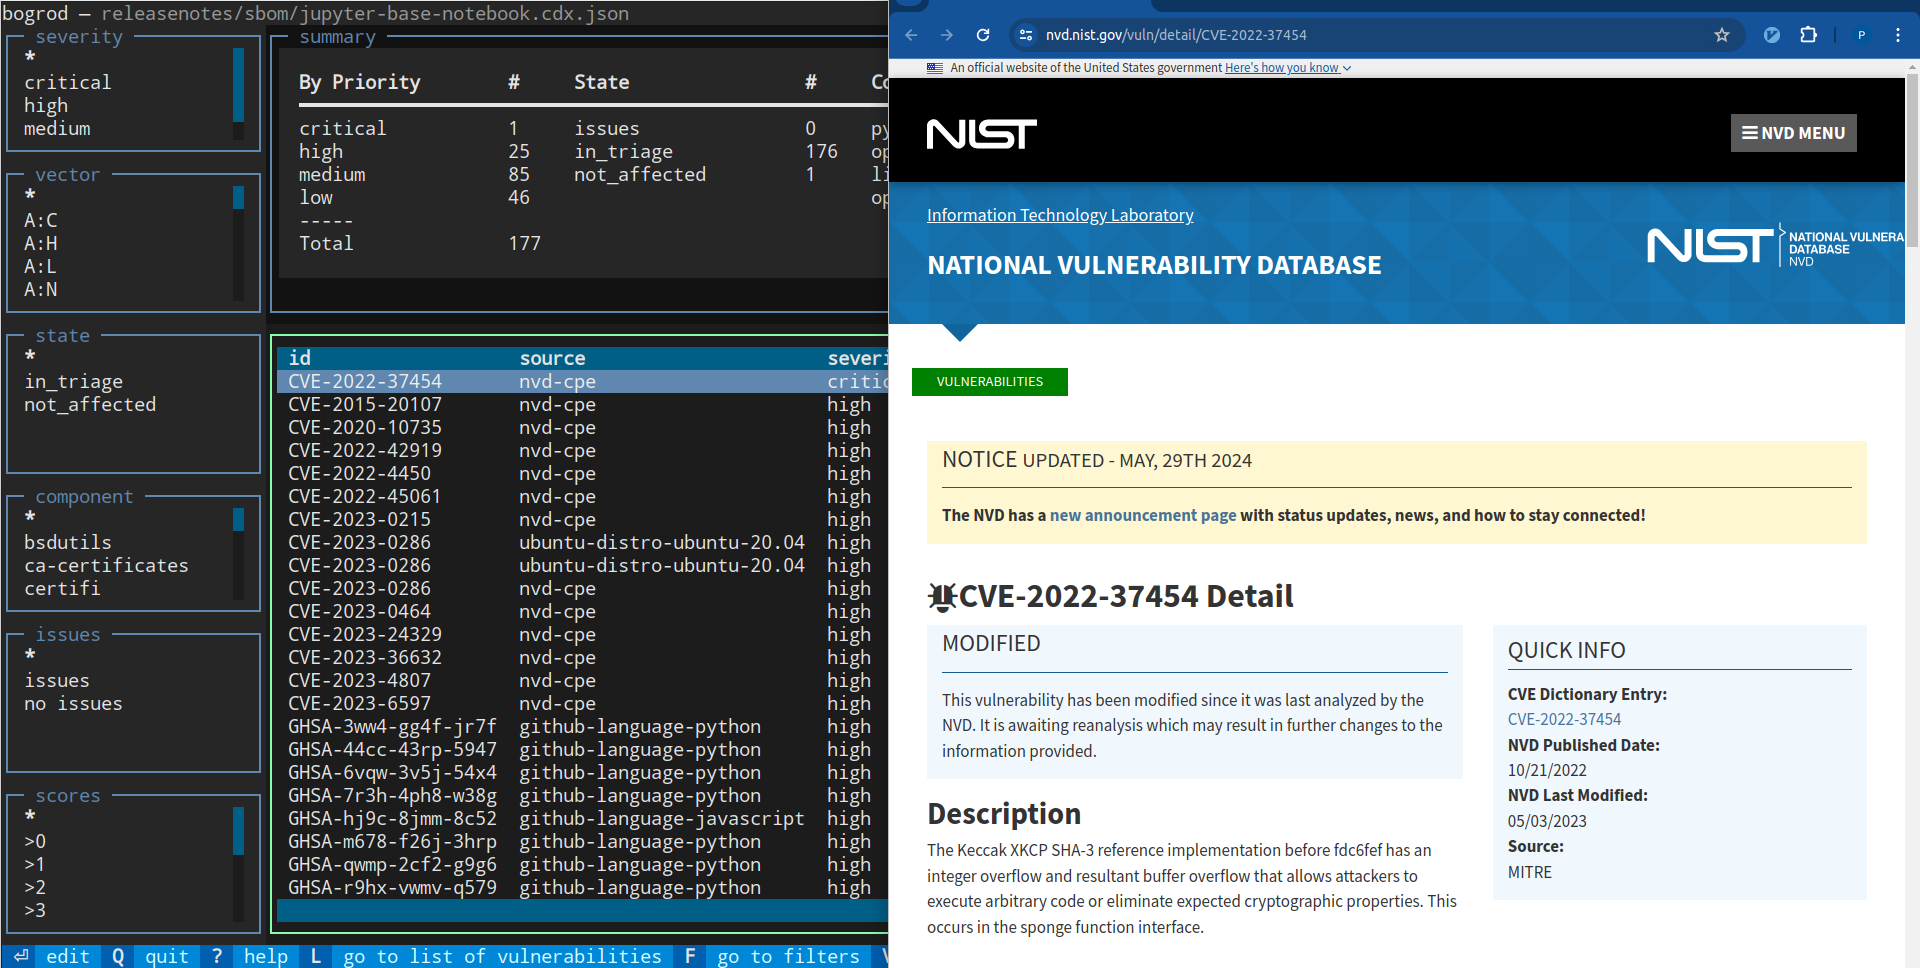 bogrod — releasenotes/sbom/jupyter-base-notebook.cdx.json
severity
*
critical
high
medium
vector
*
A:C
A:H
A:L
A:N
state
*
in_triage
not_affected
component
*
bsdutils
ca-certificates
certifi
issues
*
issues
no issues
scores
*
>0
>1
>2
>3
summary
By Priority # State #
critical 1 issues 0 py
high 25 in_triage 176 op
medium 85 not_affected 1 li
low 46 op
-----
Total 177
id source severi
CVE-2022-37454 nvd-cpe critic
CVE-2015-20107 nvd-cpe high
CVE-2020-10735 nvd-cpe high
CVE-2022-42919 nvd-cpe high
CVE-2022-4450 nvd-cpe high
CVE-2022-45061 nvd-cpe high
CVE-2023-0215 nvd-cpe high
CVE-2023-0286 ubuntu-distro-ubuntu-20.04 high
CVE-2023-0286 ubuntu-distro-ubuntu-20.04 high
CVE-2023-0286 nvd-cpe high
CVE-2023-0464 nvd-cpe high
CVE-2023-24329 nvd-cpe high
CVE-2023-36632 nvd-cpe high
CVE-2023-4807 nvd-cpe high
CVE-2023-6597 nvd-cpe high
GHSA-3ww4-gg4f-jr7f github-language-python high
GHSA-44cc-43rp-5947 github-language-python high
GHSA-6vqw-3v5j-54x4 github-language-python high
GHSA-7r3h-4ph8-w38g github-language-python high
GHSA-hj9c-8jmm-8c52 github-language-javascript high
GHSA-m678-f26j-3hrp github-language-python high
GHSA-qwmp-2cf2-g9g6 github-language-python high
GHSA-r9hx-vwmv-q579 github-language-python high
⏎ edit Q quit ? help L go to list of vulnerabilities F go to filters
nvd.nist.gov/vuln/detail/CVE-2022-37454
P
An official website of the United States government Here's how you know
NIST
NVD MENU
Information Technology Laboratory
NATIONAL VULNERABILITY DATABASE
NIST
NATIONAL VULNERA
DATABASE
NVD
VULNERABILITIES
NOTICE UPDATED - MAY, 29TH 2024
The NVD has a new announcement page with status updates, news, and how to stay connected!
CVE-2022-37454 Detail
MODIFIED
This vulnerability has been modified since it was last analyzed by the
NVD. It is awaiting reanalysis which may result in further changes to the
information provided.
Description
The Keccak XKCP SHA-3 reference implementation before fdc6fef has an
integer overflow and resultant buffer overflow that allows attackers to
execute arbitrary code or eliminate expected cryptographic properties. This
occurs in the sponge function interface.
QUICK INFO
CVE Dictionary Entry:
CVE-2022-37454
NVD Published Date:
10/21/2022
NVD Last Modified:
05/03/2023
Source:
MITRE